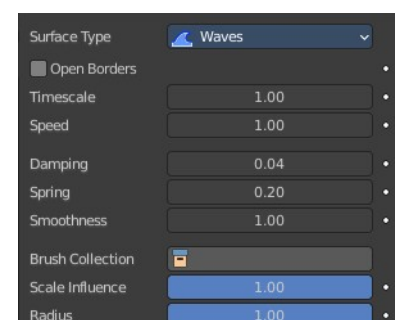 Surface Type Waves
Open Borders
Timescale 1.00
Speed 1.00
Damping 0.04
Spring 0.20
Smoothness 1.00
Brush Collection
Scale Influence 1.00
Radius 1.00